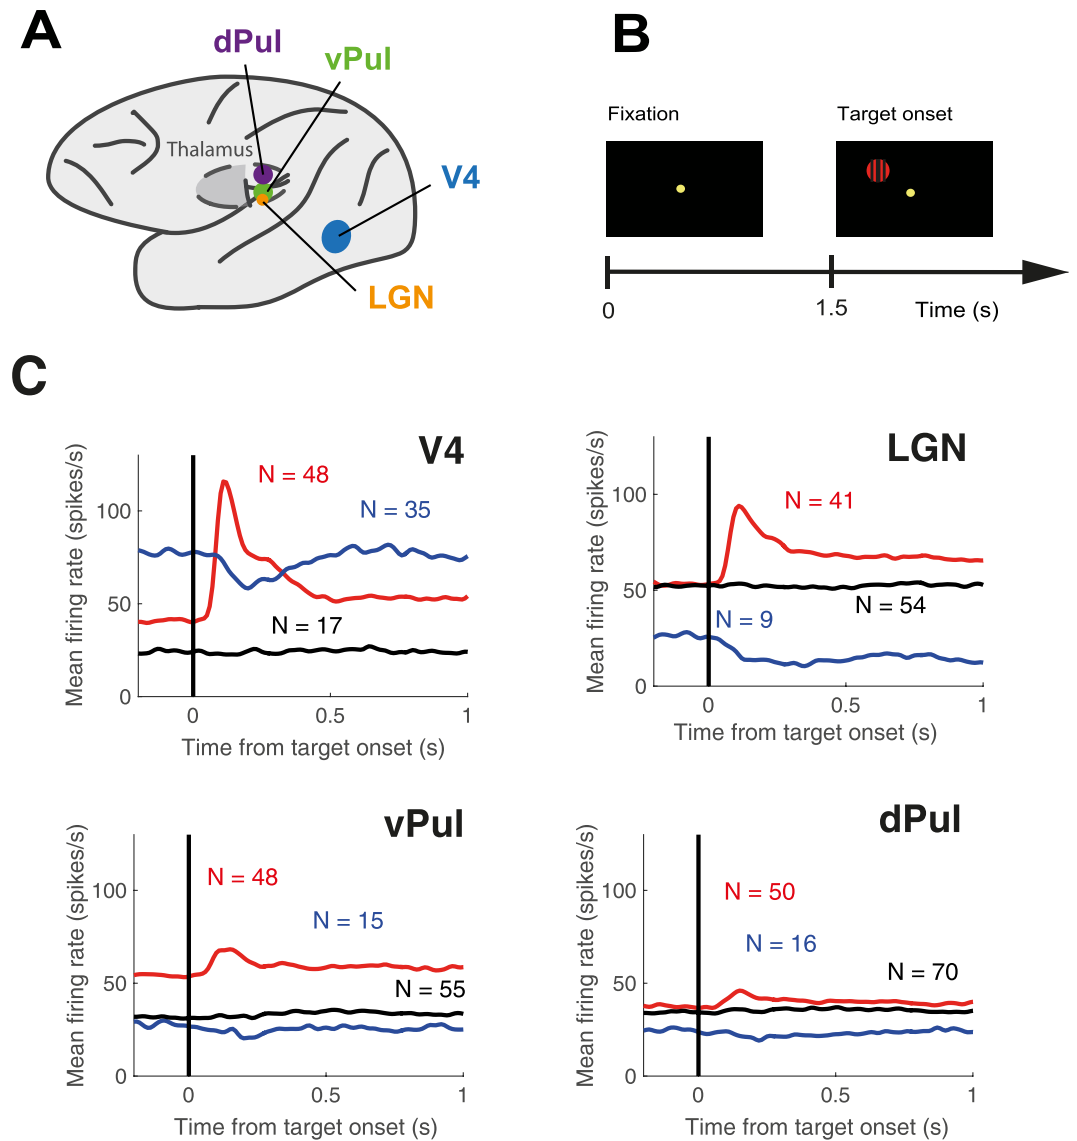 A
dPul
vPul
Thalamus
V4
LGN
B
Fixation
Target onset
0
1.5
Time (s)
C
V4
Mean firing rate (spikes/s)
100
50
0
N = 48
N = 35
N = 17
0
0.5
1
Time from target onset (s)
LGN
Mean firing rate (spikes/s)
100
50
0
N = 41
N = 54
N = 9
0
0.5
1
Time from target onset (s)
vPul
Mean firing rate (spikes/s)
100
50
0
N = 48
N = 15
N = 55
0
0.5
1
Time from target onset (s)
dPul
Mean firing rate (spikes/s)
100
50
0
N = 50
N = 16
N = 70
0
0.5
1
Time from target onset (s)